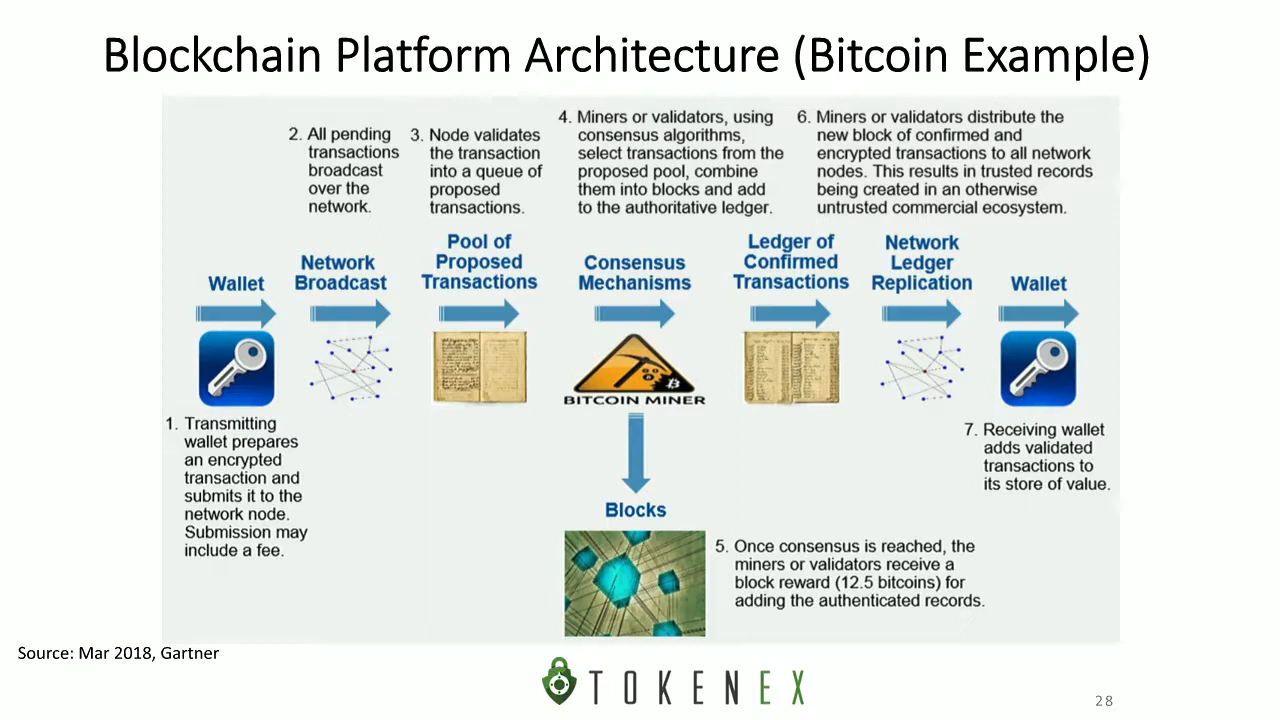 Blockchain Platform Architecture (Bitcoin Example)
2. All pending
transactions
broadcast
over the
network.
3. Node validates
the transaction
into a queue of
proposed
transactions.
4. Miners or validators, using
consensus algorithms,
select transactions from the
proposed pool, combine
them into blocks and add
to the authoritative ledger.
6. Miners or validators distribute the
new block of confirmed and
encrypted transactions to all network
nodes. This results in trusted records
being created in an otherwise
untrusted commercial ecosystem.
Wallet
Network
Broadcast
Pool of
Proposed
Transactions
Consensus
Mechanisms
Ledger of
Confirmed
Transactions
Network
Ledger
Replication
Wallet
BITCOIN MINER
1. Transmitting
wallet prepares
an encrypted
transaction and
submits it to the
network node.
Submission may
include a fee.
7. Receiving wallet
adds validated
transactions to
its store of value.
Blocks
5. Once consensus is reached, the
miners or validators receive a
block reward (12.5 bitcoins) for
adding the authenticated records.
Source: Mar 2018, Gartner
TOKENEX
28